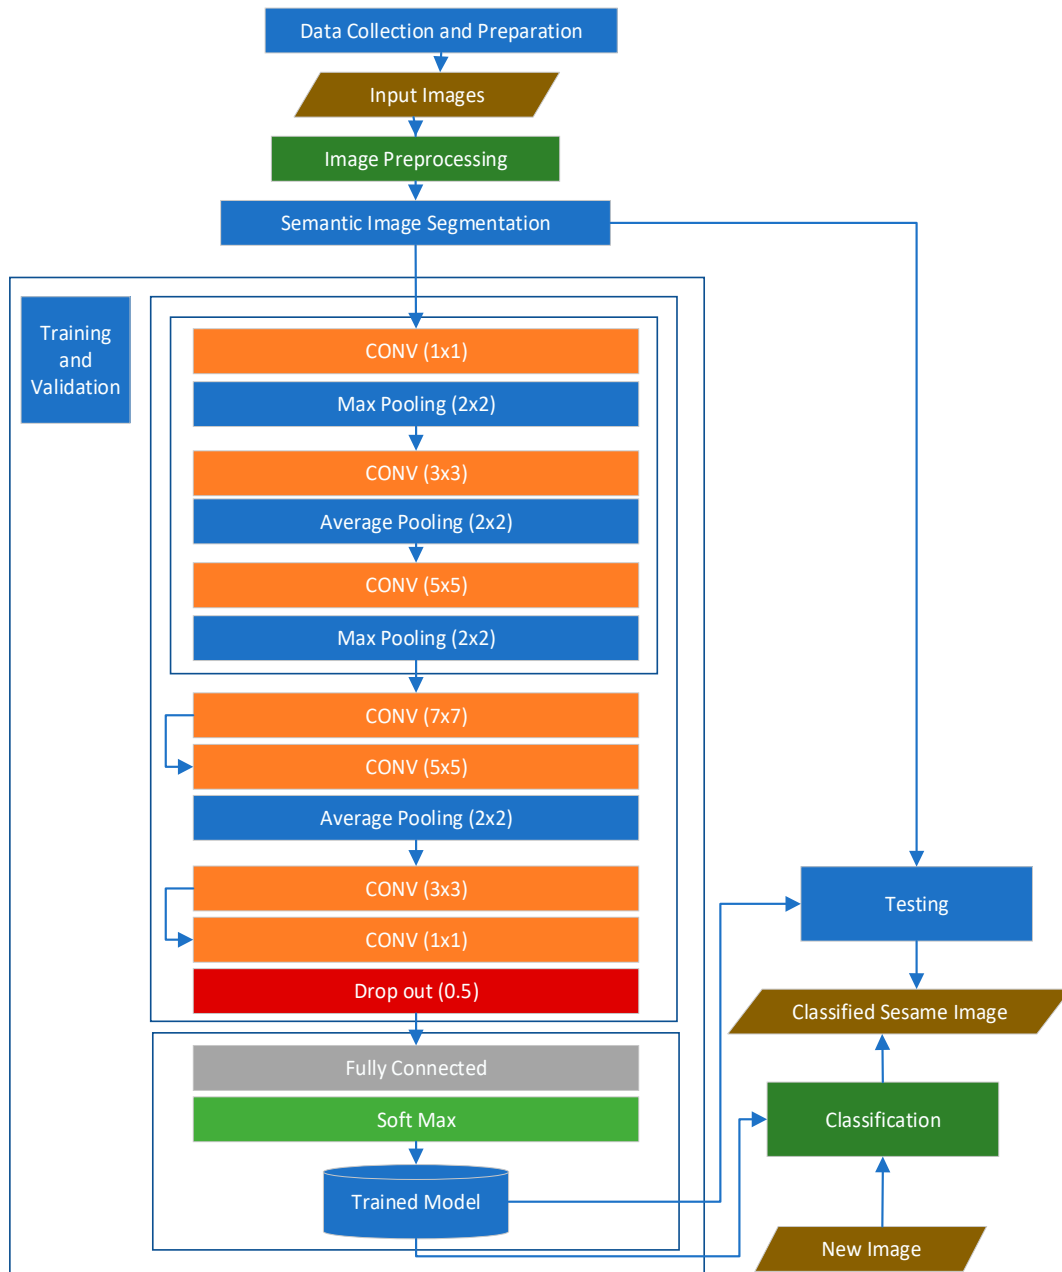 Data Collection and Preparation
Input Images
Image Preprocessing
Semantic Image Segmentation
Training
and
Validation
CONV (1x1)
Max Pooling (2x2)
CONV (3x3)
Average Pooling (2x2)
CONV (5x5)
Max Pooling (2x2)
CONV (7x7)
CONV (5x5)
Average Pooling (2x2)
CONV (3x3)
CONV (1x1)
Drop out (0.5)
Fully Connected
Soft Max
Trained Model
Testing
Classified Sesame Image
Classification
New Image